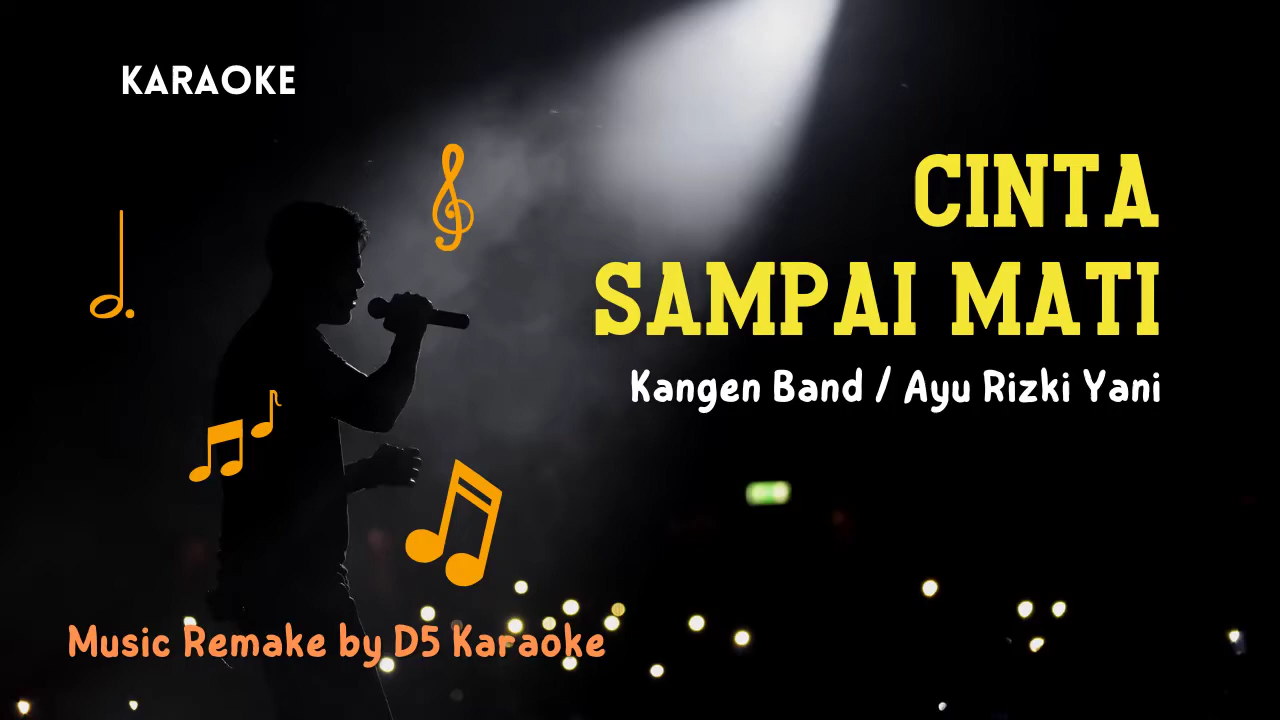 KARAOKE
CINTA
SAMPAI MATI
Kangen Band / Ayu Rizki Yani
Music Remake by D5 Karaoke